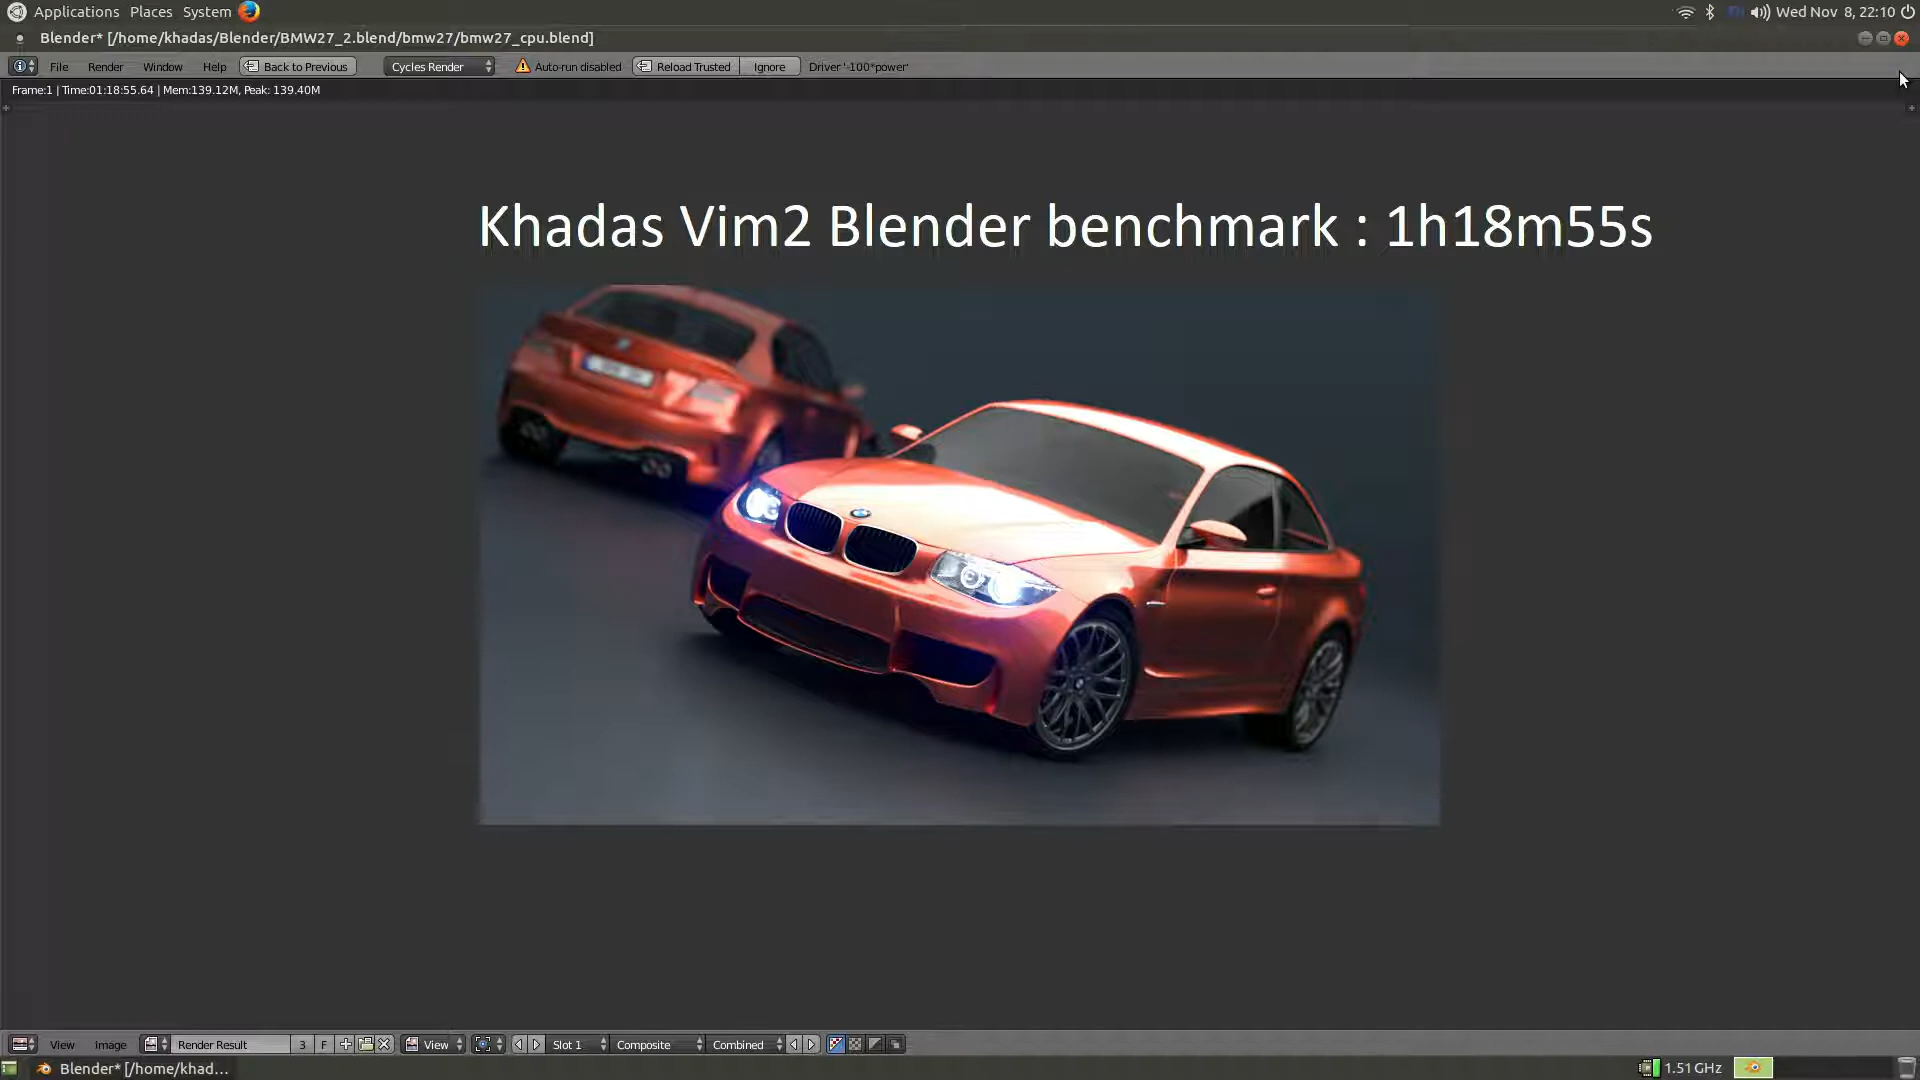 Applications Places System Wed Nov 8, 22:10
Blender* [/home/khadas/Blender/BMW27_2.blend/bmw27/bmw27_cpu.blend]
File Render Window Help Back to Previous Cycles Render Auto-run disabled Reload Trusted Ignore Driver '-100*power'
Frame:1 | Time:01:18:55.64 | Mem:139.12M, Peak: 139.40M
Khadas Vim2 Blender benchmark : 1h18m55s
View Image Render Result 3 F View Slot 1 Composite Combined
Blender* [/home/khad... 1.51 GHz